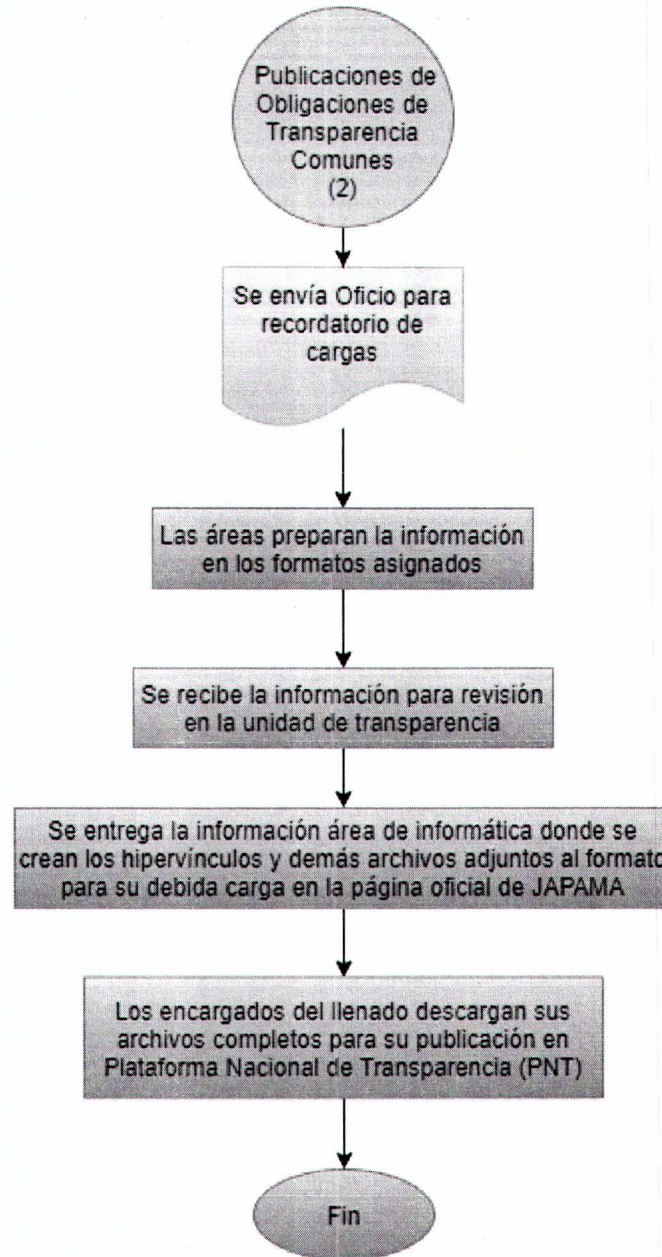 Publicaciones de
Obligaciones de
Transparencia
Comunes
(2)
Se envía Oficio para
recordatorio de
cargas
Las áreas preparan la información
en los formatos asignados
Se recibe la información para revisión
en la unidad de transparencia
Se entrega la información área de informática donde se
crean los hipervínculos y demás archivos adjuntos al formato
para su debida carga en la página oficial de JAPAMA
Los encargados del llenado descargan sus
archivos completos para su publicación en
Plataforma Nacional de Transparencia (PNT)
Fin